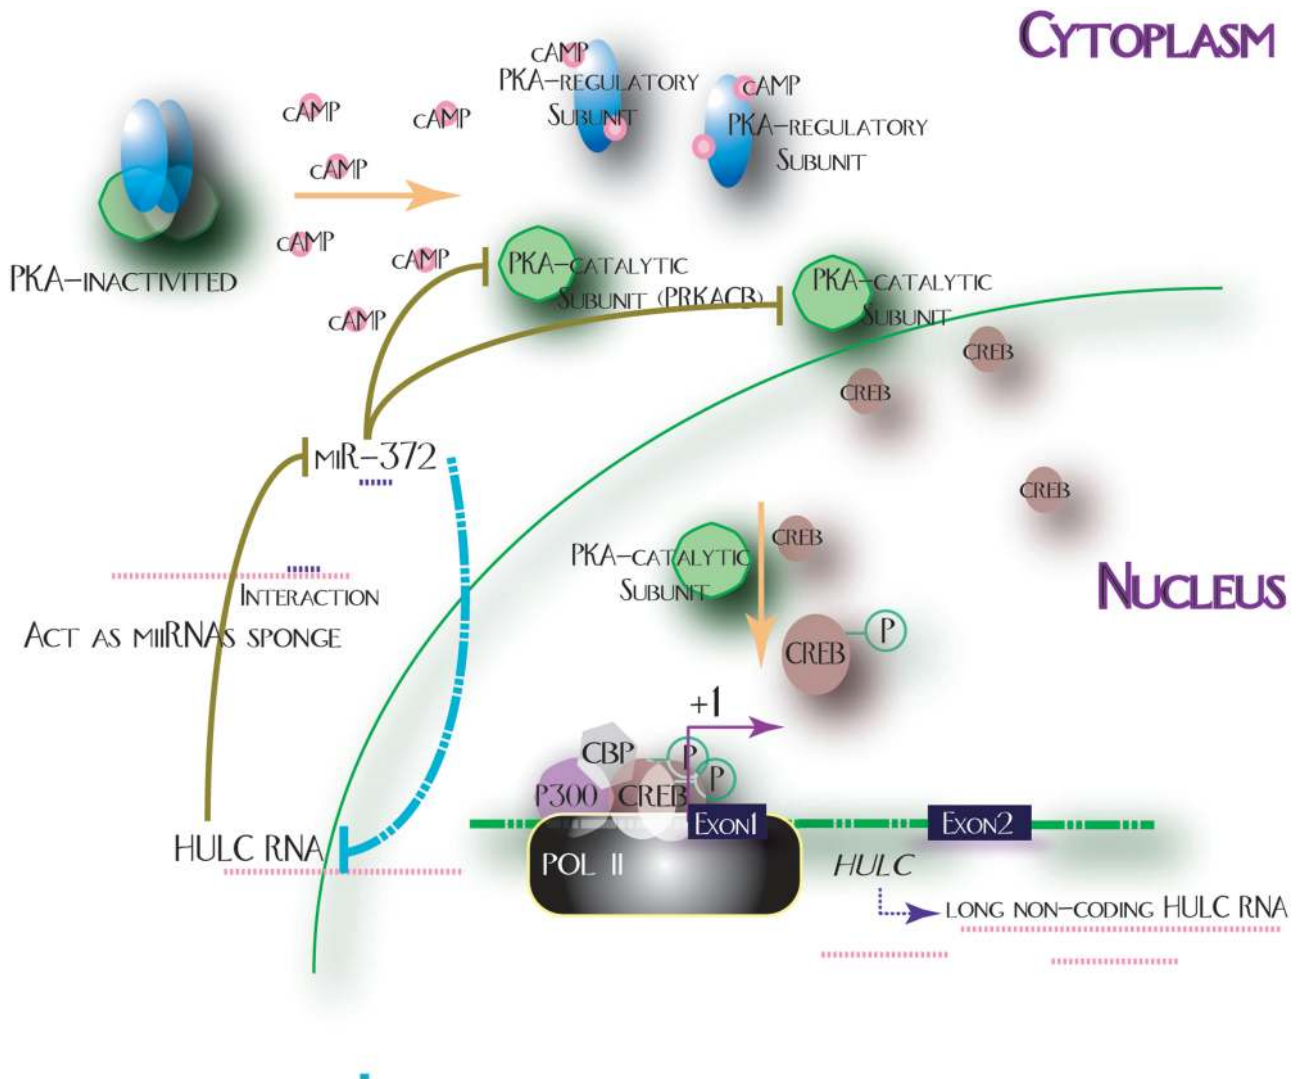 CYTOPLASM
cAMP
PKA-REGULATORY
SUBUNIT
cAMP
PKA-REGULATORY
SUBUNIT
cAMP
cAMP
cAMP
cAMP
cAMP
cAMP
PKA-INACTIVITED
PKA-CATALYTIC
SUBUNIT (PRKACB)
PKA-CATALYTIC
SUBUNIT
CREB
CREB
CREB
miR-372
CREB
PKA-CATALYTIC
SUBUNIT
NUCLEUS
INTERACTION
ACT AS MIIRNAS SPONGE
CREB
P
+1
CBP
P
P
P300
CREB
EXON1
EXON2
HULC RNA
POL II
HULC
LONG NON-CODING HULC RNA